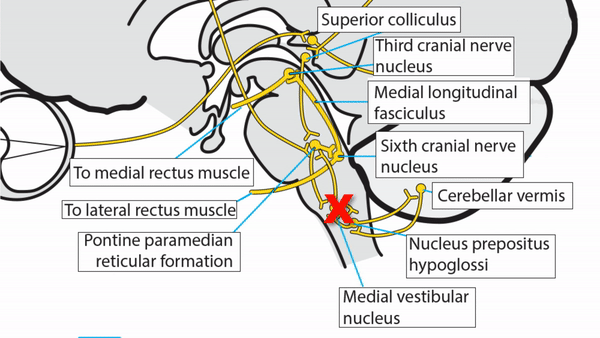 Superior colliculus
Third cranial nerve
nucleus
Medial longitudinal
fasciculus
Sixth cranial nerve
nucleus
To medial rectus muscle
Cerebellar vermis
To lateral rectus muscle
Pontine paramedian
reticular formation
Nucleus prepositus
hypoglossi
Medial vestibular
nucleus